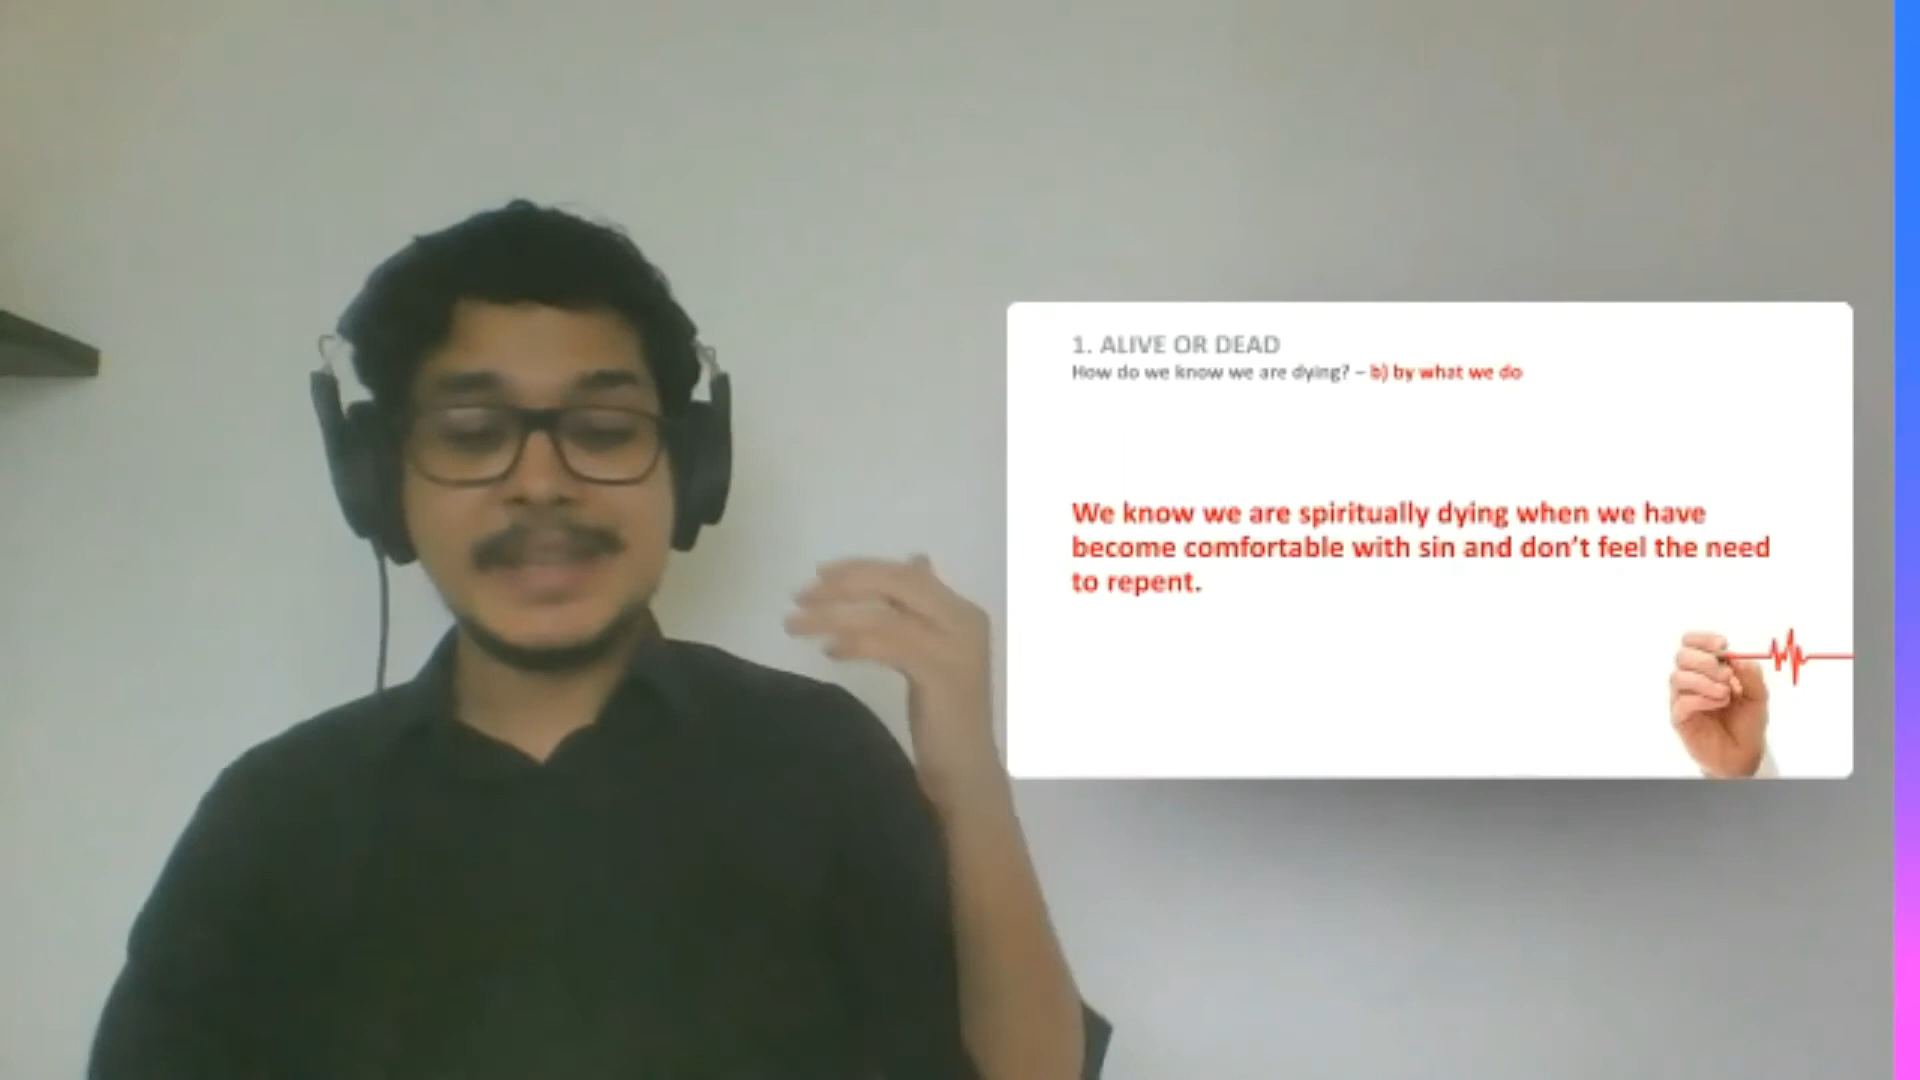 1. ALIVE OR DEAD
How do we know we are dying? – b) by what we do
We know we are spiritually dying when we have
become comfortable with sin and don’t feel the need
to repent.